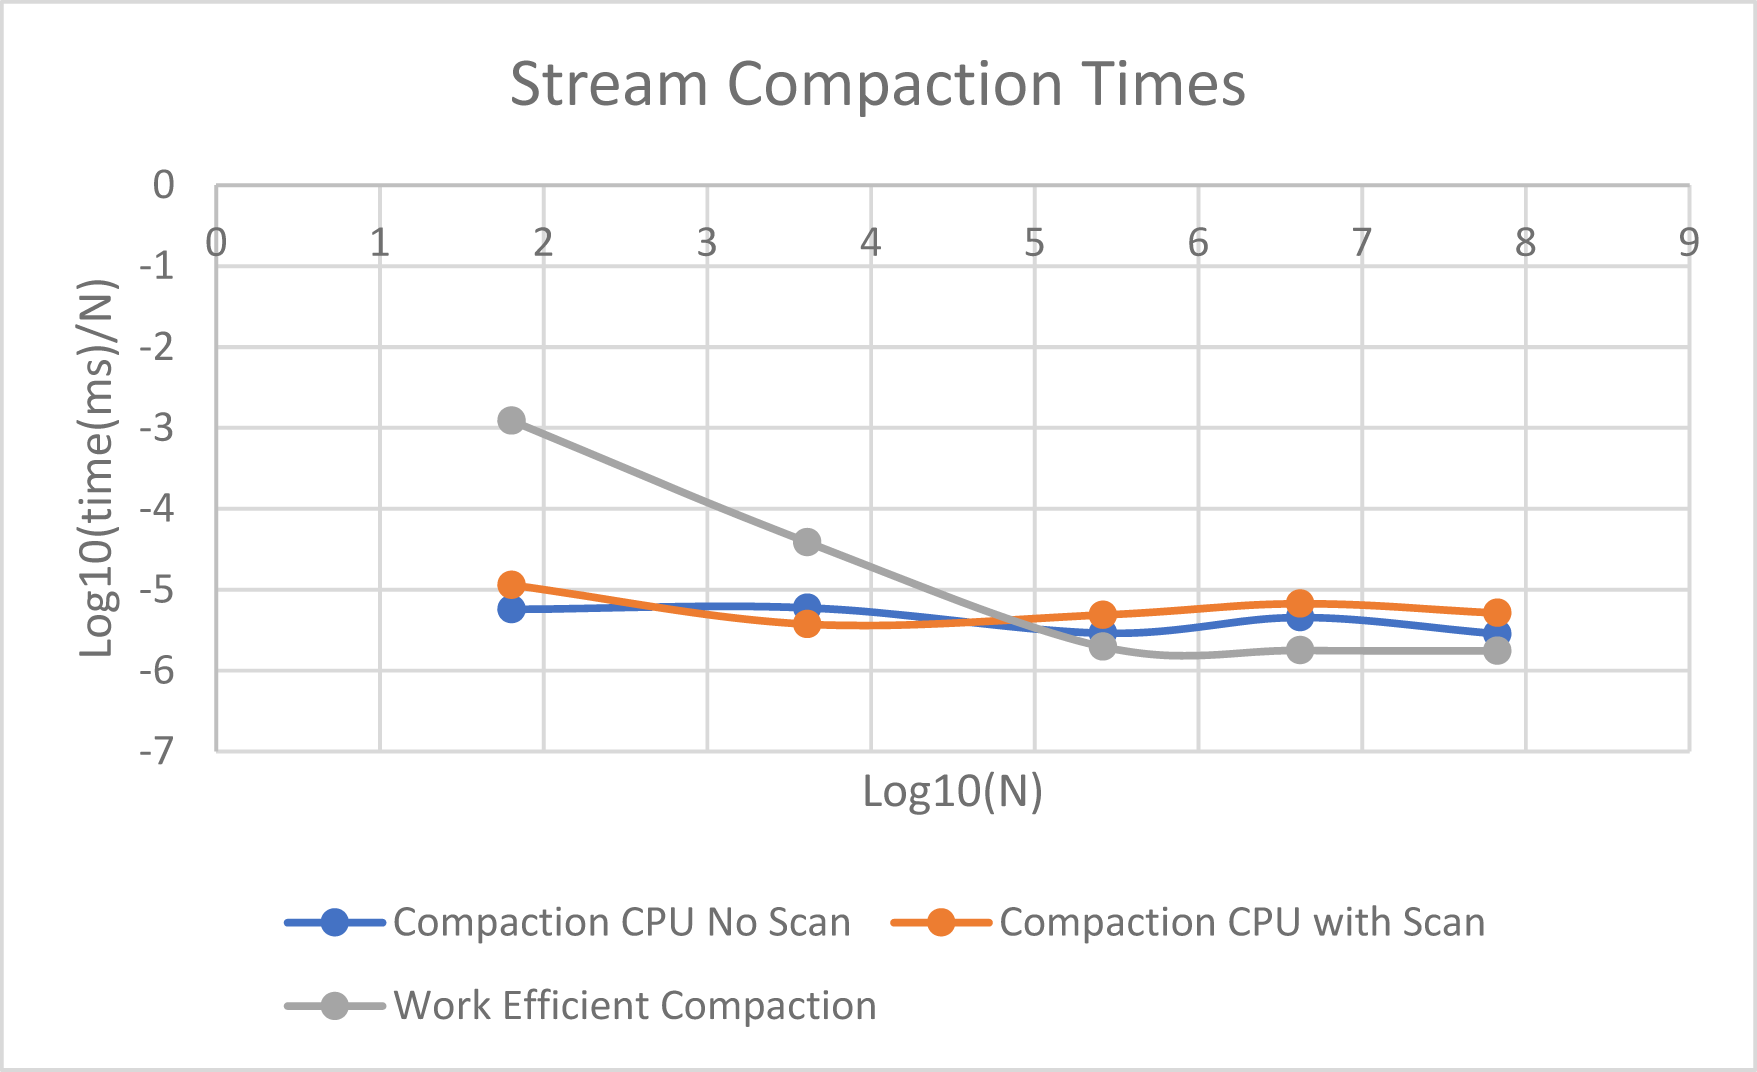 Stream Compaction Times
0
0 1 2 3 4 5 6 7 8 9
-1
-2
-3
-4
-5
-6
-7
Log10(time(ms)/N)
Log10(N)
Compaction CPU No Scan Compaction CPU with Scan
Work Efficient Compaction